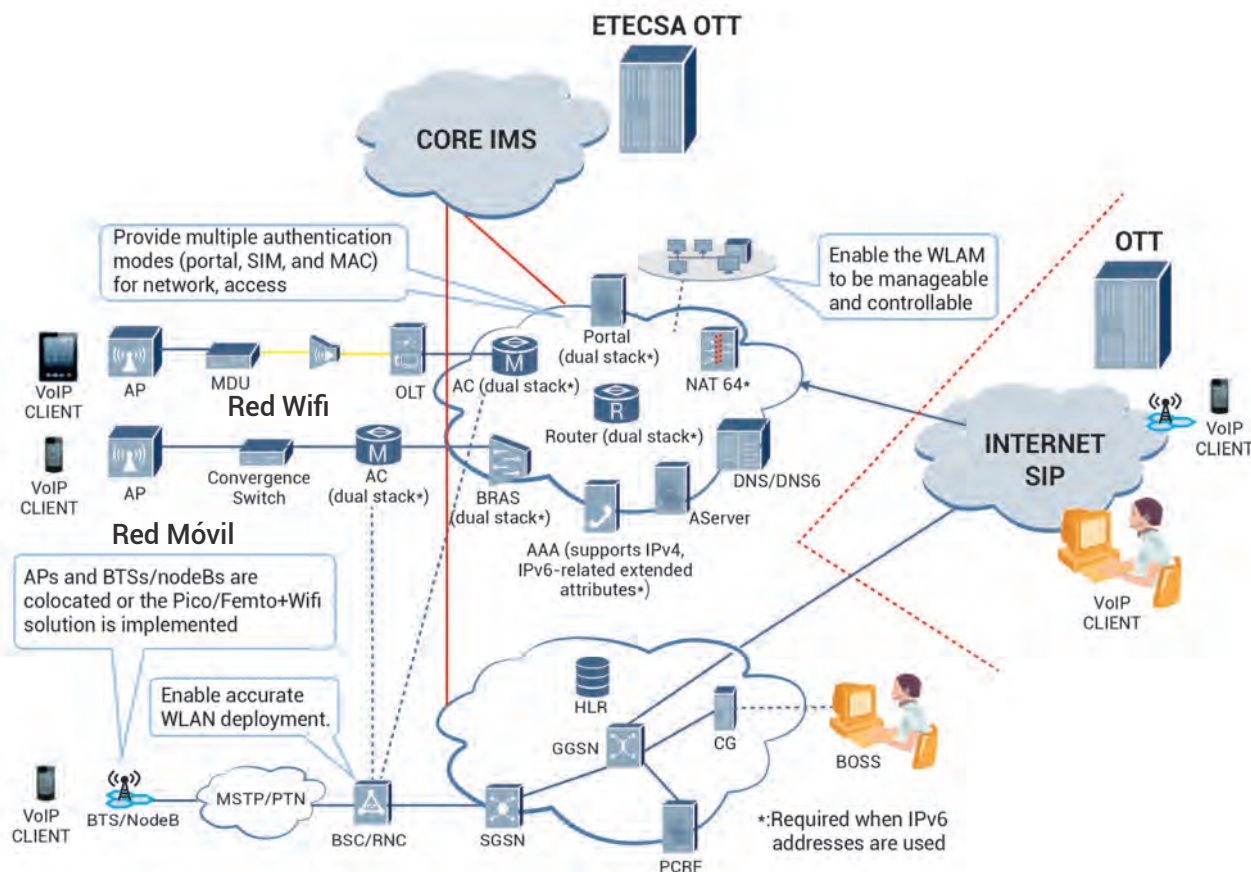 ETECSA OTT
CORE IMS
Provide multiple authentication
modes (portal, SIM, and MAC)
for network, access
Enable the WLAM
to be manageable
and controllable
OTT
Portal
(dual stack*)
VoIP
CLIENT
AP
MDU
OLT
M
AC (dual stack*)
NAT 64*
Red Wifi
R
Router (dual stack*)
INTERNET
SIP
VoIP
CLIENT
VoIP
CLIENT
AP
Convergence
Switch
M
AC
(dual stack*)
BRAS
(dual stack*)
DNS/DNS6
AServer
Red Móvil
AAA (supports IPv4,
IPv6-related extended
attributes*)
VoIP
CLIENT
APs and BTSs/nodeBs are
colocated or the Pico/Femto+Wifi
solution is implemented
Enable accurate
WLAN deployment.
HLR
GGSN
CG
BOSS
VoIP
CLIENT
BTS/NodeB
MSTP/PTN
BSC/RNC
SGSN
PCRF
*:Required when IPv6
addresses are used